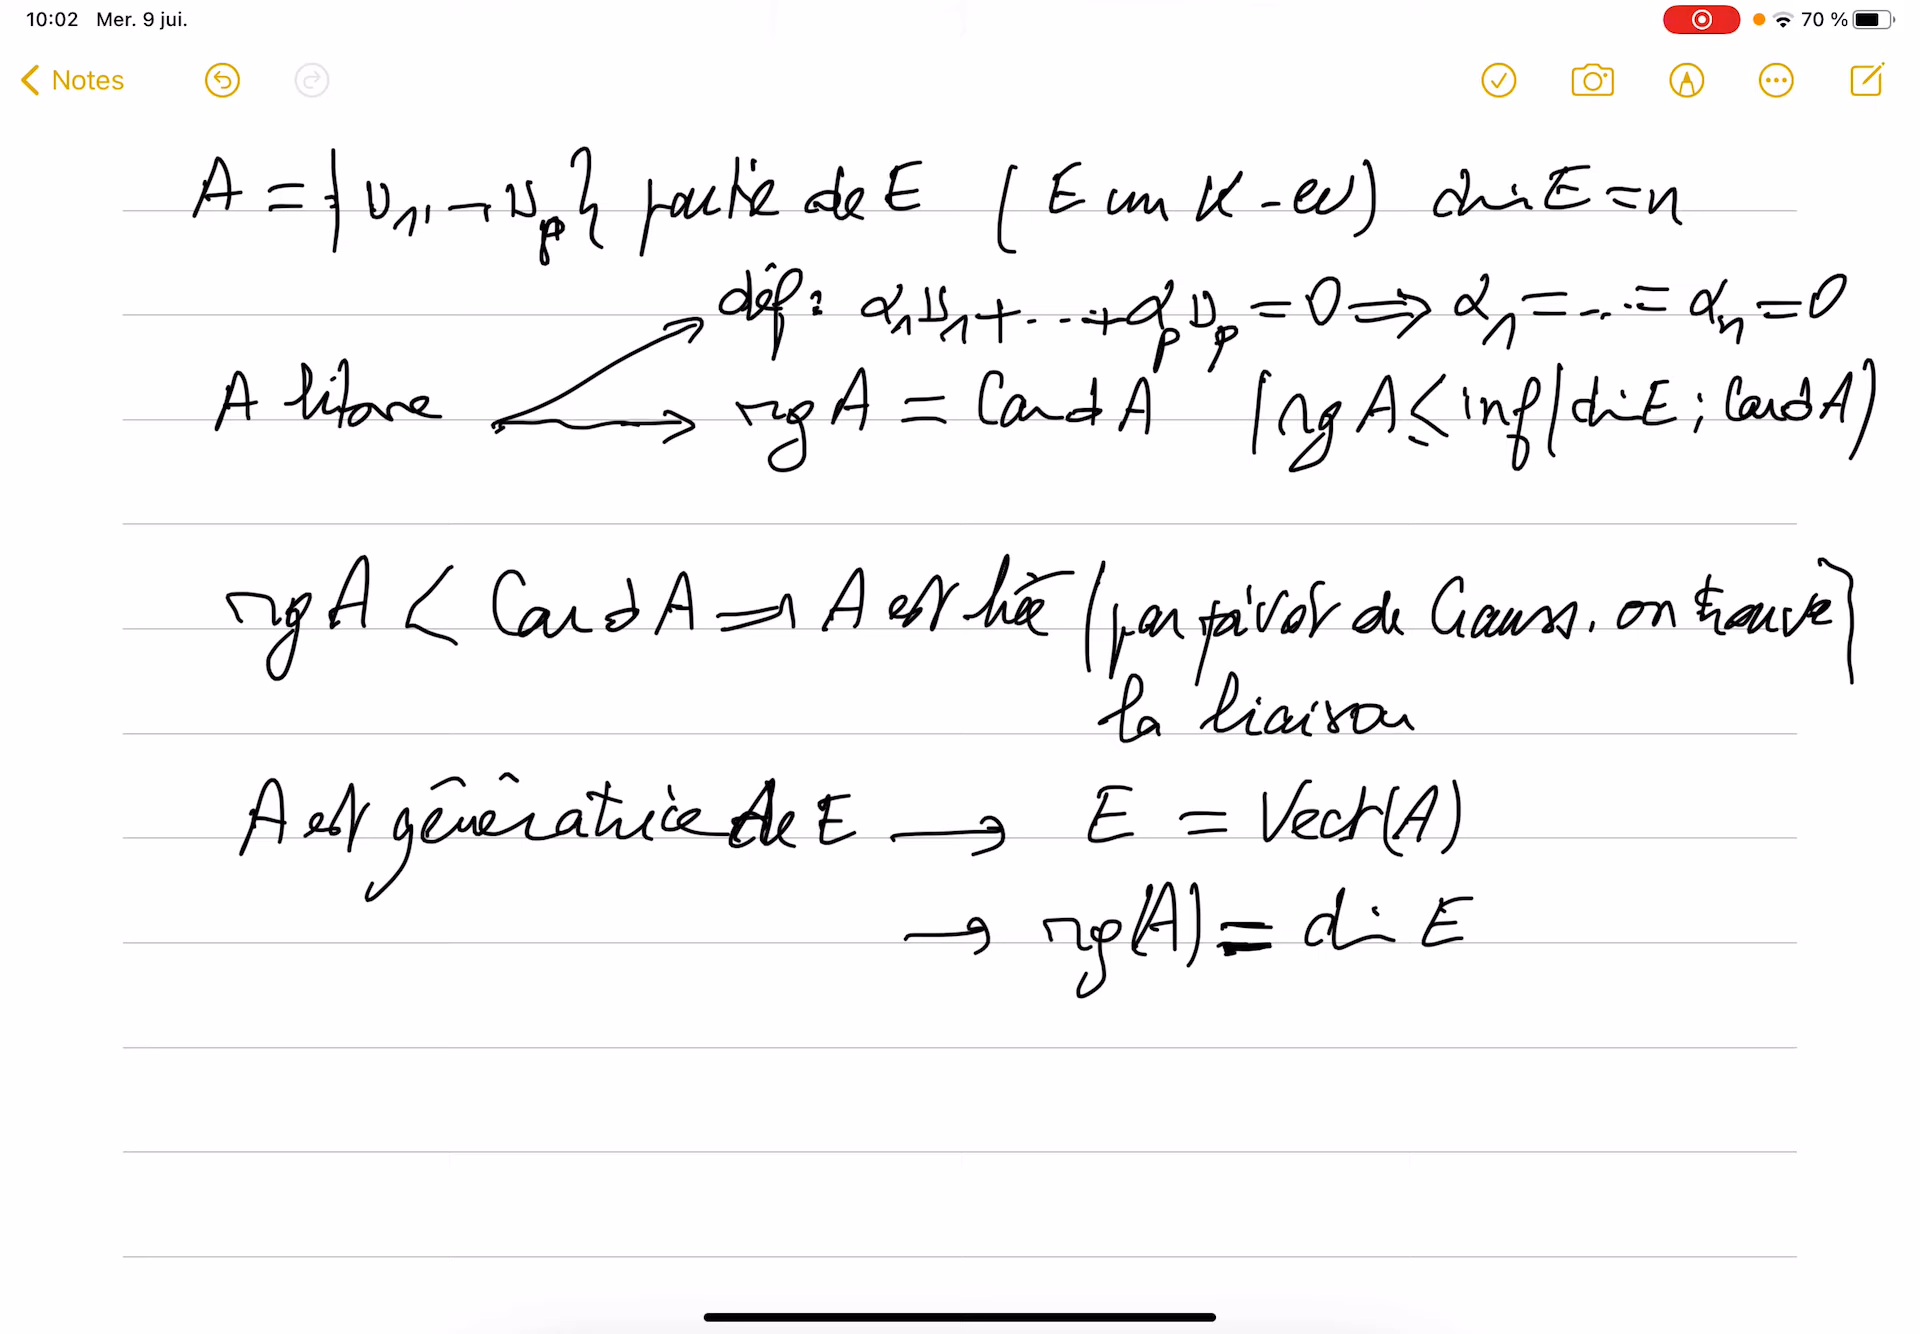 10:02 Mer. 9 jui. 70 %
Notes
A = {v₁, → vₚ} partie de E ( E un K-ev) dim E = n
déf : α₁v₁ + ... + αₚvₚ = 0 ⟹ α₁ = ... = αₙ = 0
A libre → rg A = Card A (rg A ≤ inf(dim E ; Card A)
rg A < Card A ⟹ A est liée (par pivot de Gauss, on trouve)
la liaison
A est génératrice de E → E = Vect(A)
→ rg(A) = dim E